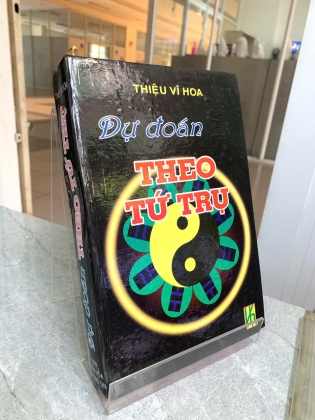 THIỆU VĨ HOA
Dự đoán
THEO
TỨ TRỤ